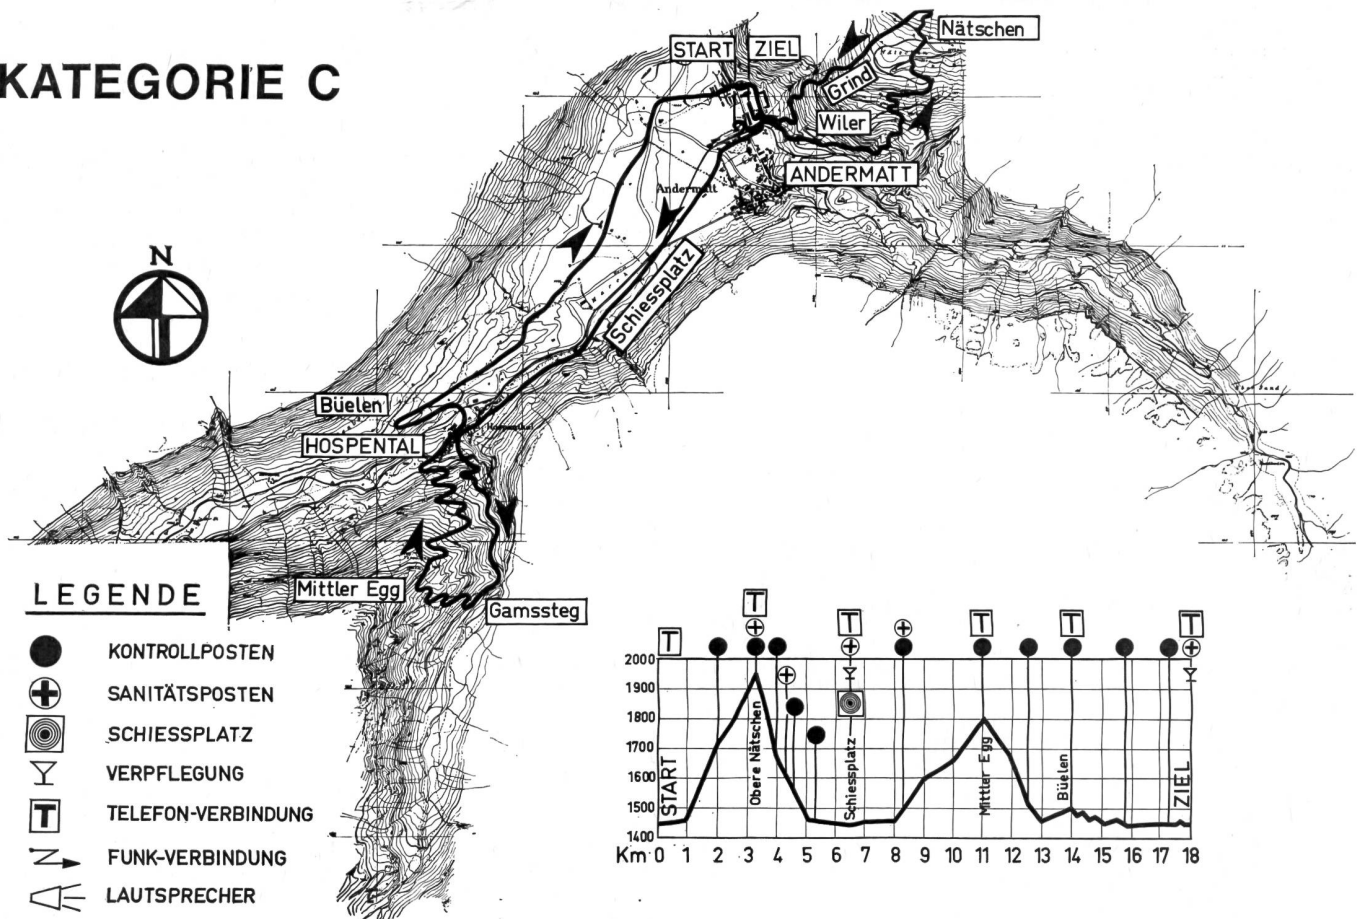 KATEGORIE C
START
ZIEL
Nätschen
Grind
Wiler
ANDERMATT
Andermatt
Schiessplatz
N
Büelen
HOSPENTAL
Mittler Egg
Gamssteg
LEGENDE
KONTROLLPOSTEN
SANITÄTSPOSTEN
SCHIESSPLATZ
VERPFLEGUNG
T TELEFON-VERBINDUNG
FUNK-VERBINDUNG
LAUTSPRECHER
T T T T T T
2000
1900
1800
1700
1600
1500
1400
START
Obere Nätschen
Schiessplatz
Mittler Egg
Büelen
ZIEL
Km 0 1 2 3 4 5 6 7 8 9 10 11 12 13 14 15 16 17 18